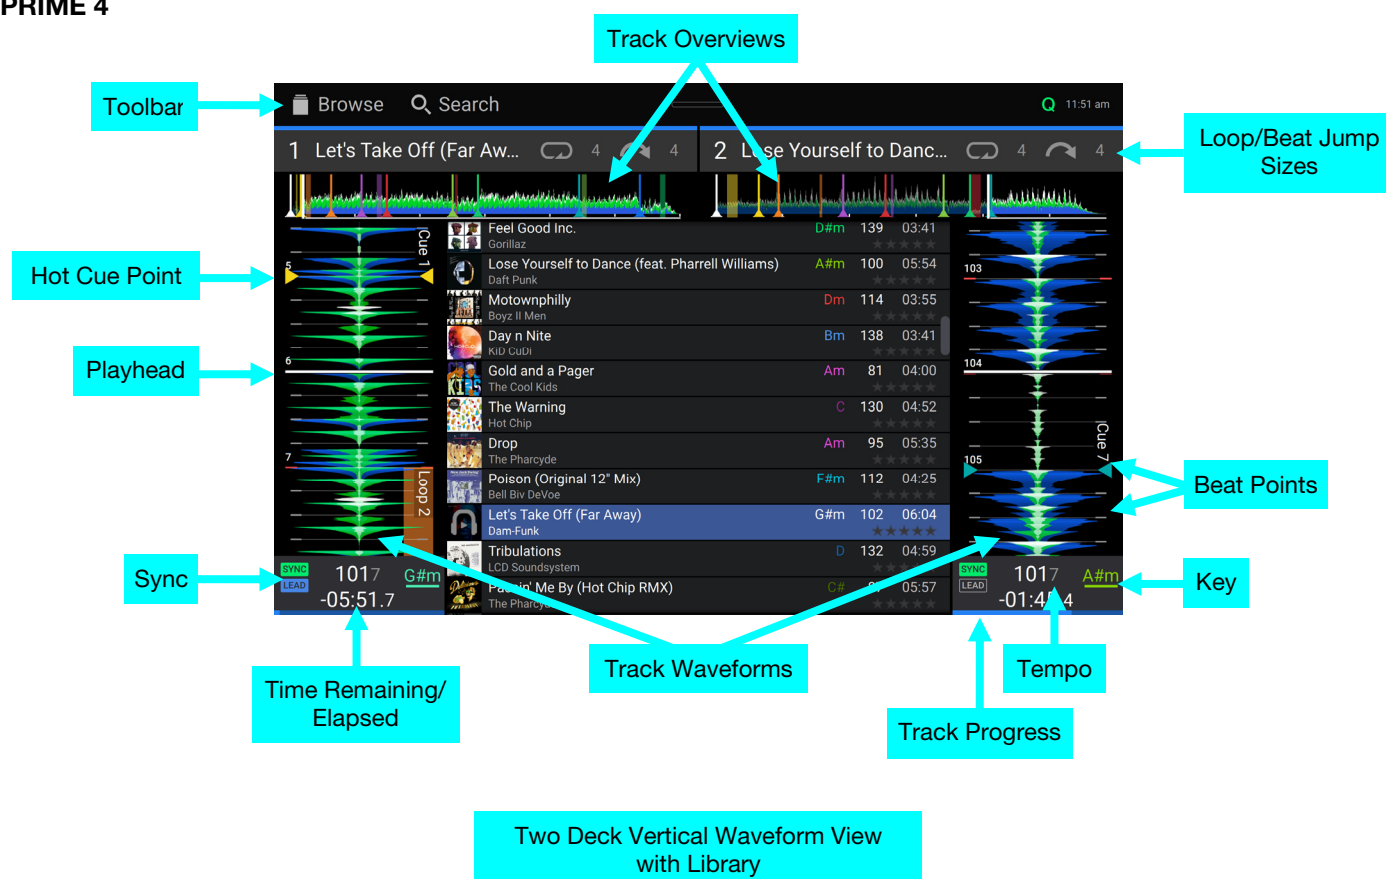 PRIME 4
Track Overviews
Toolbar
Browse Search Q 11:51 am
Loop/Beat Jump
Sizes
1 Let's Take Off (Far Aw... 4 4
2 Lose Yourself to Danc... 4 4
Hot Cue Point
Playhead
Cue 1
5
6
7
Loop 2
Feel Good Inc. D#m 139 03:41
Gorillaz
Lose Yourself to Dance (feat. Pharrell Williams) A#m 100 05:54
Daft Punk
Motownphilly Dm 114 03:55
Boyz II Men
Day n Nite Bm 138 03:41
KiD CuDi
Gold and a Pager Am 81 04:00
The Cool Kids
The Warning C 130 04:52
Hot Chip
Drop Am 95 05:35
The Pharcyde
Poison (Original 12" Mix) F#m 112 04:25
Bell Biv DeVoe
Let's Take Off (Far Away) G#m 102 06:04
Dam-Funk
Tribulations D 132 04:59
LCD Soundsystem
Me By (Hot Chip RMX) C# 05:57
The Pharcyde
103
104
105
Cue 7
Beat Points
Sync
SYNC
LEAD
1017
G#m
-05:51.7
SYNC
LEAD
1017
A#m
-01:4
4
Key
Time Remaining/
Elapsed
Track Waveforms
Tempo
Track Progress
Two Deck Vertical Waveform View
with Library